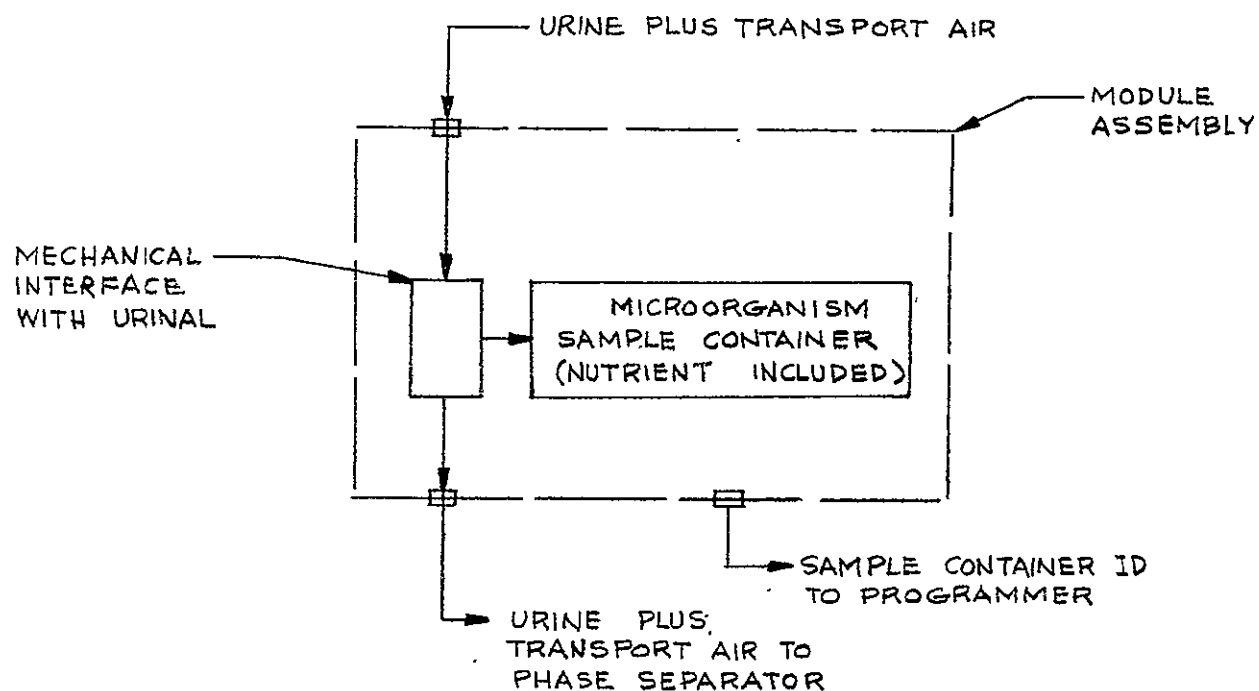 URINE PLUS TRANSPORT AIR
MODULE
ASSEMBLY
MECHANICAL
INTERFACE
WITH URINAL
MICROORGANISM
SAMPLE CONTAINER
(NUTRIENT INCLUDED)
SAMPLE CONTAINER ID
TO PROGRAMMER
URINE PLUS
TRANSPORT AIR TO
PHASE SEPARATOR